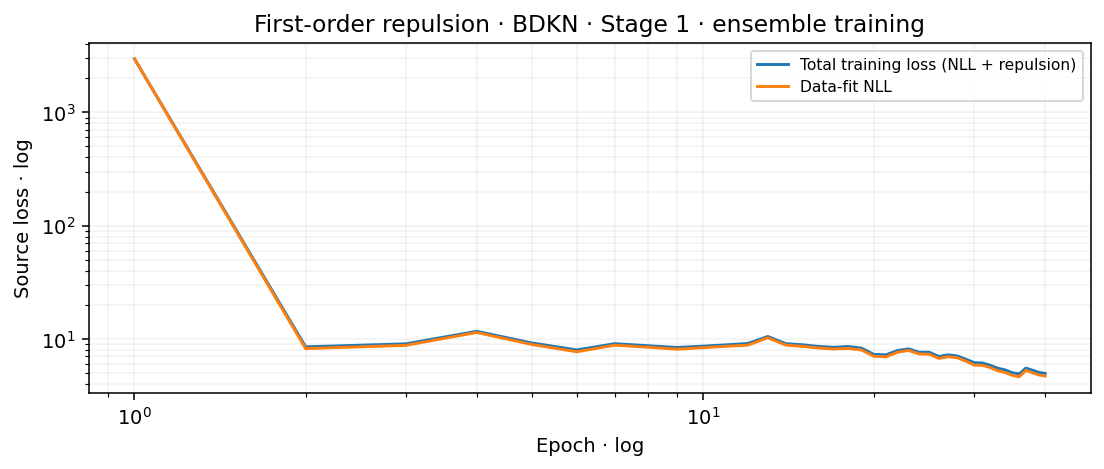 First-order repulsion · BDKN · Stage 1 · ensemble training
Total training loss (NLL + repulsion)
Data-fit NLL
Source loss · log
10³
10²
10¹
10⁰
10¹
Epoch · log